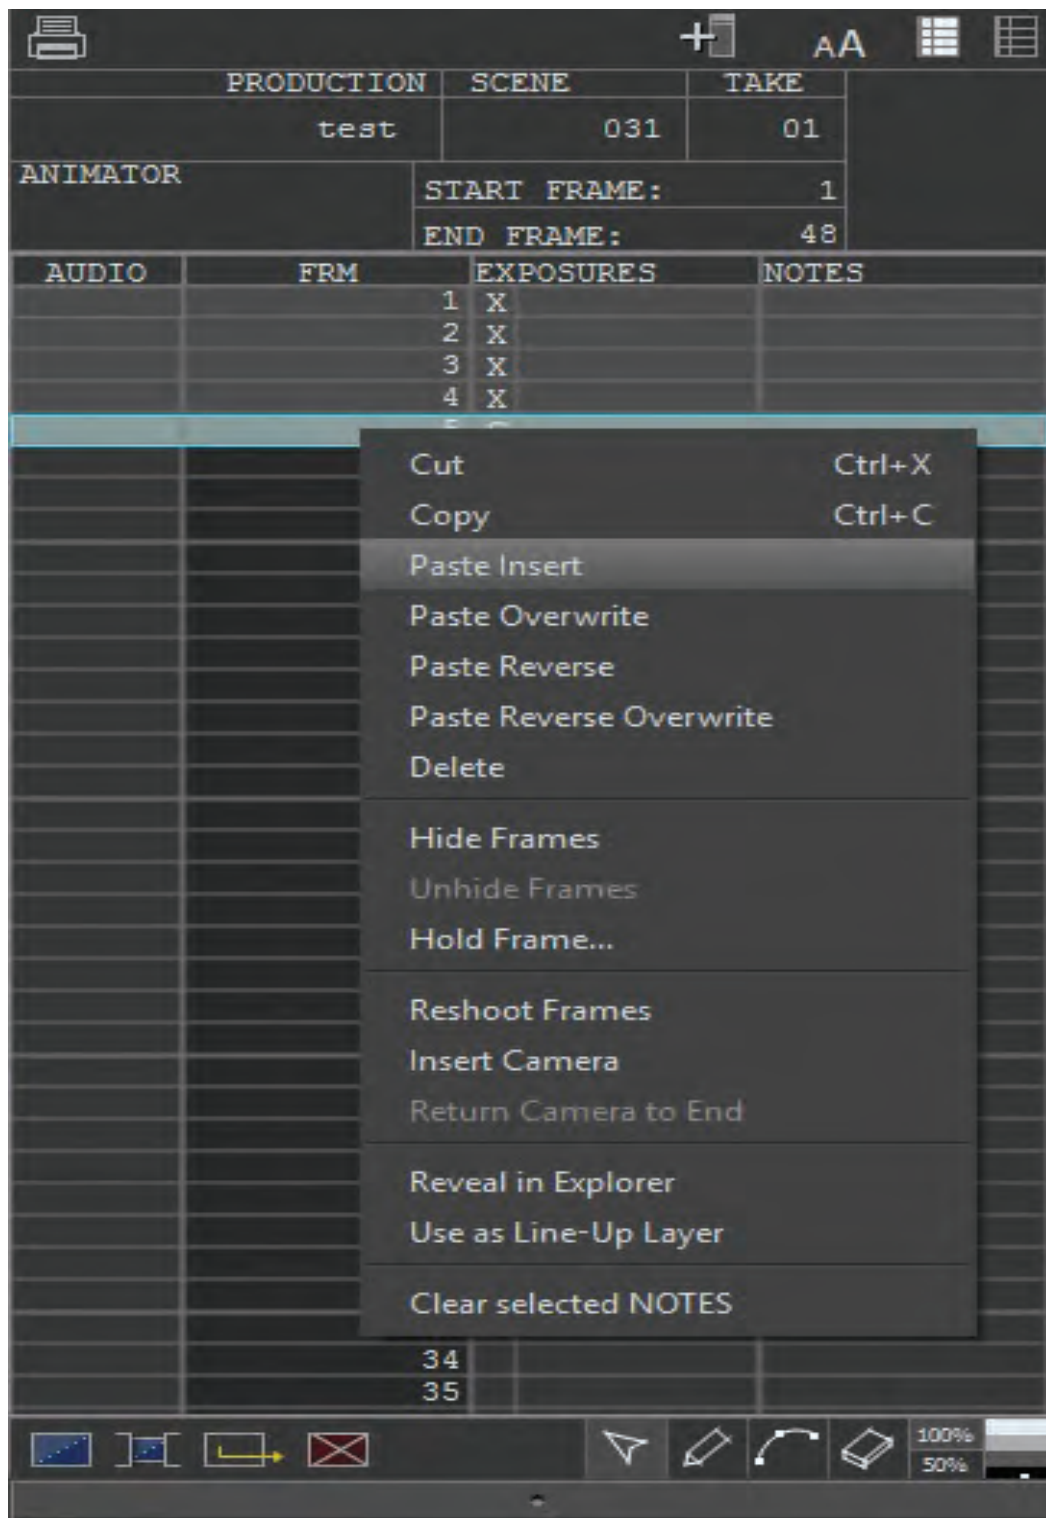 AA
PRODUCTION SCENE TAKE
test 031 01
ANIMATOR
START FRAME: 1
END FRAME: 48
AUDIO FRM EXPOSURES NOTES
1 X
2 X
3 X
4 X
Cut Ctrl+X
Copy Ctrl+C
Paste Insert
Paste Overwrite
Paste Reverse
Paste Reverse Overwrite
Delete
Hide Frames
Unhide Frames
Hold Frame...
Reshoot Frames
Insert Camera
Return Camera to End
Reveal in Explorer
Use as Line-Up Layer
Clear selected NOTES
34
35
100%
50%